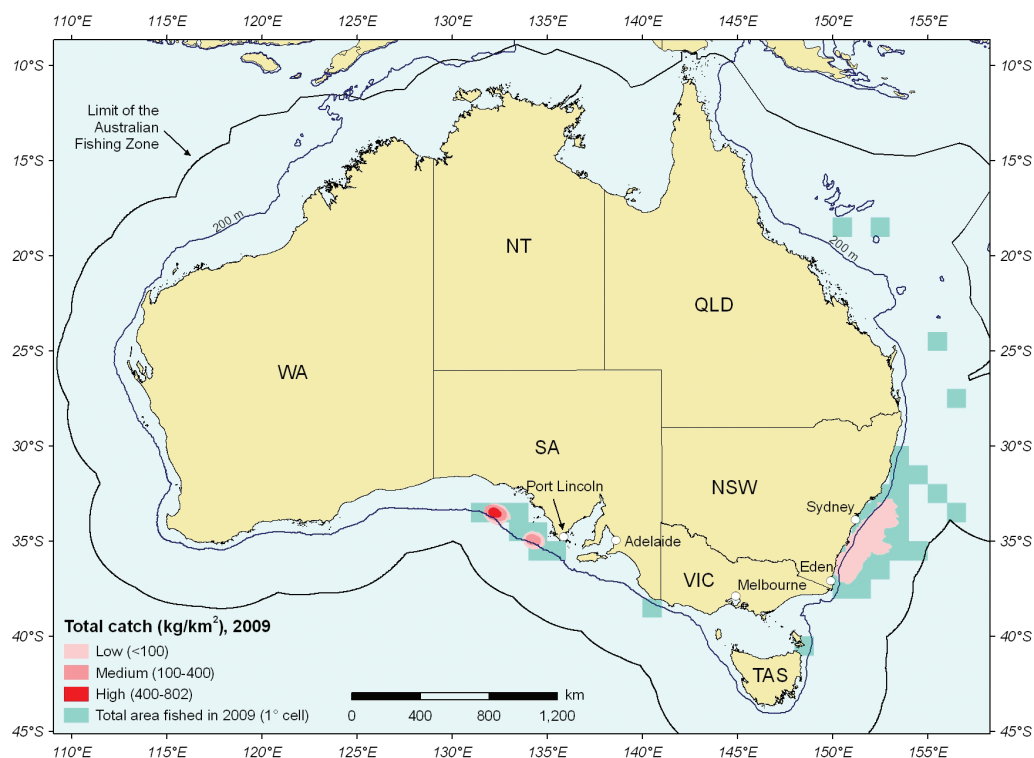 110°E 115°E 120°E 125°E 130°E 135°E 140°E 145°E 150°E 155°E
10°S 10°S
Limit of the
Australian
Fishing Zone
15°S 15°S
200 m
200 m
NT
20°S 20°S
QLD
25°S 25°S
WA
30°S 30°S
SA
Port Lincoln
NSW
Sydney
35°S 35°S
Adelaide
Eden
VIC
Melbourne
Total catch (kg/km²), 2009
40°S 40°S
Low (<100)
Medium (100-400)
TAS
High (400-802)
km
Total area fished in 2009 (1° cell)
0 400 800 1,200
45°S 45°S
110°E 115°E 120°E 125°E 130°E 135°E 140°E 145°E 150°E 155°E